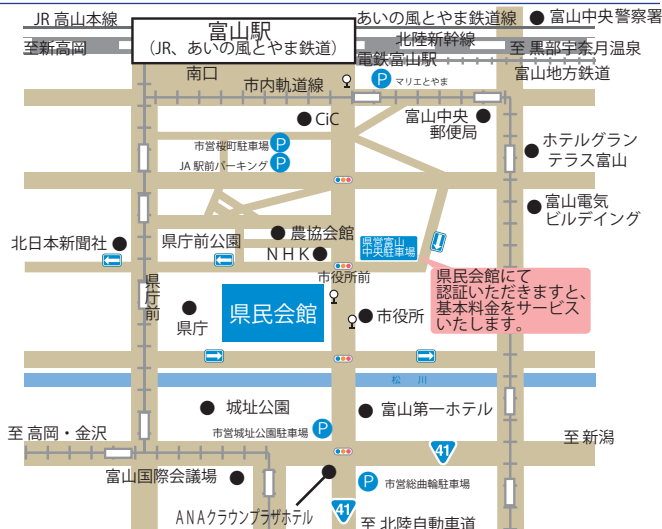 JR 高山本線
富山駅
(JR、あいの風とやま鉄道)
あいの風とやま鉄道線
富山中央警察署
至新高岡
北陸新幹線
至 黒部宇奈月温泉
電鉄富山駅
富山地方鉄道
南口
市内軌道線
P
マリエとやま
CiC
富山中央
郵便局
市営桜町駐車場
P
JA 駅前パーキング
P
ホテルグラン
テラス富山
富山電気
ビルデイング
北日本新聞社
県庁前公園
農協会館
NHK
県営富山
中央駐車場
市役所前
県民会館にて
認証いただきますと、
基本料金をサービス
いたします。
県庁前
県庁
県民会館
市役所
松 川
城址公園
富山第一ホテル
市営城址公園駐車場
P
至 高岡・金沢
41
至 新潟
富山国際会議場
P
市営総曲輪駐車場
ANAクラウンプラザホテル
41
至 北陸自動車道